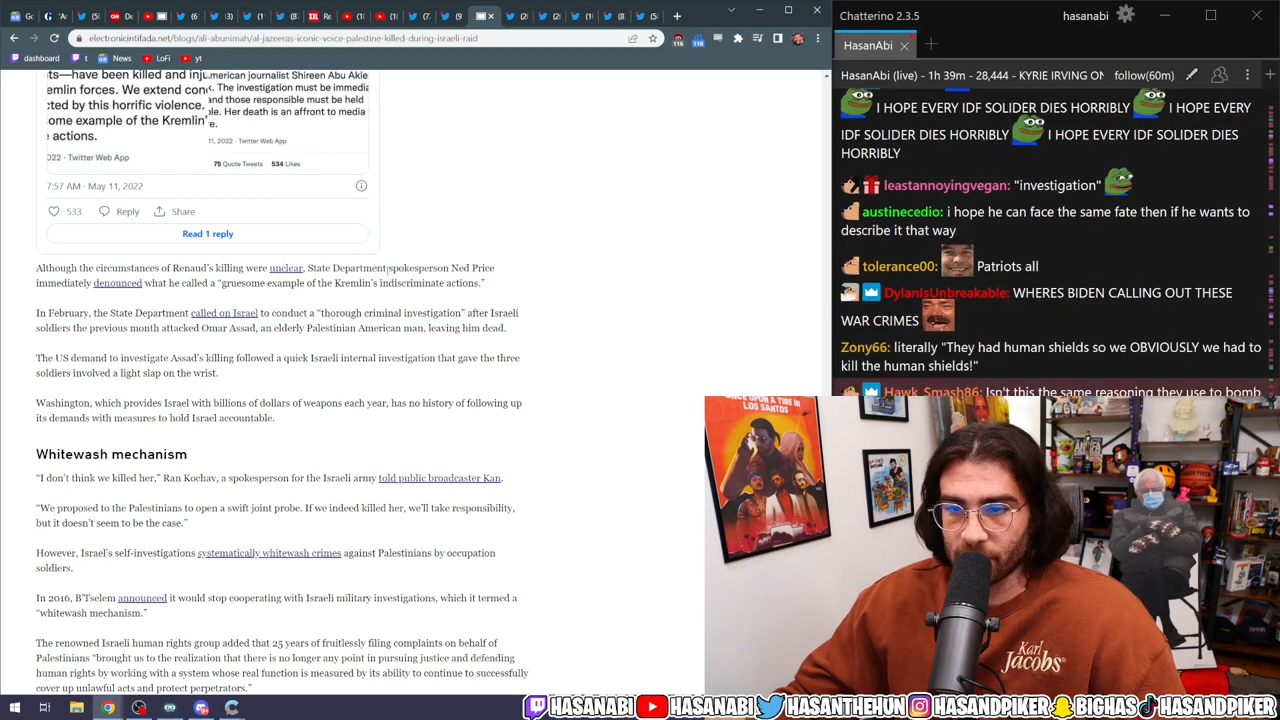 electronicintifada.net/blogs/ali-abunimah/al-jazeeras-iconic-voice-palestine-killed-during-israeli-raid
dashboard
t
News
LoFi
yt
ts—have been killed and inju
emlin forces. We extend con
cted by this horrific violence.
ome example of the Kremlin'
actions.
2022 · Twitter Web App
merican journalist Shireen Abu Akle
k. The investigation must be immedia
and those responsible must be held
le. Her death is an affront to media
re.
11, 2022 · Twitter Web App
75 Quote Tweets 534 Likes
7:57 AM · May 11, 2022
533 Reply Share
Read 1 reply
Although the circumstances of Renaud's killing were unclear, State Department spokesperson Ned Price
immediately denounced what he called a “gruesome example of the Kremlin's indiscriminate actions.”
In February, the State Department called on Israel to conduct a “thorough criminal investigation” after Israeli
soldiers the previous month attacked Omar Assad, an elderly Palestinian American man, leaving him dead.
The US demand to investigate Assad's killing followed a quick Israeli internal investigation that gave the three
soldiers involved a light slap on the wrist.
Washington, which provides Israel with billions of dollars of weapons each year, has no history of following up
its demands with measures to hold Israel accountable.
Whitewash mechanism
“I don't think we killed her,” Ran Kochav, a spokesperson for the Israeli army told public broadcaster Kan.
“We proposed to the Palestinians to open a swift joint probe. If we indeed killed her, we'll take responsibility,
but it doesn't seem to be the case.”
However, Israel's self-investigations systematically whitewash crimes against Palestinians by occupation
soldiers.
In 2016, B'Tselem announced it would stop cooperating with Israeli military investigations, which it termed a
“whitewash mechanism.”
The renowned Israeli human rights group added that 25 years of fruitlessly filing complaints on behalf of
Palestinians “brought us to the realization that there is no longer any point in pursuing justice and defending
human rights by working with a system whose real function is measured by its ability to continue to successfully
cover up unlawful acts and protect perpetrators.”
Chatterino 2.3.5
hasanabi
HasanAbi
HasanAbi (live) - 1h 39m - 28,444 - KYRIE IRVING ON
follow(60m)
I HOPE EVERY IDF SOLIDER DIES HORRIBLY I HOPE EVERY
IDF SOLIDER DIES HORRIBLY I HOPE EVERY IDF SOLIDER DIES
HORRIBLY
leastannoyingvegan: "investigation"
austinecedio: i hope he can face the same fate then if he wants to
describe it that way
tolerance00: Patriots all
DylanIsUnbreakable: WHERES BIDEN CALLING OUT THESE
WAR CRIMES
Zony66: literally "They had human shields so we OBVIOUSLY we had to
kill the human shields!"
Hawk_Smash86: Isn't this the same reasoning they use to bomb
ONCE UPON A TIME IN
LOS SANTOS
Karl
Jacobs
HASANABI HASANABI HASANTHEHUN HASANDPIKER BIGHAS HASANDPIKER